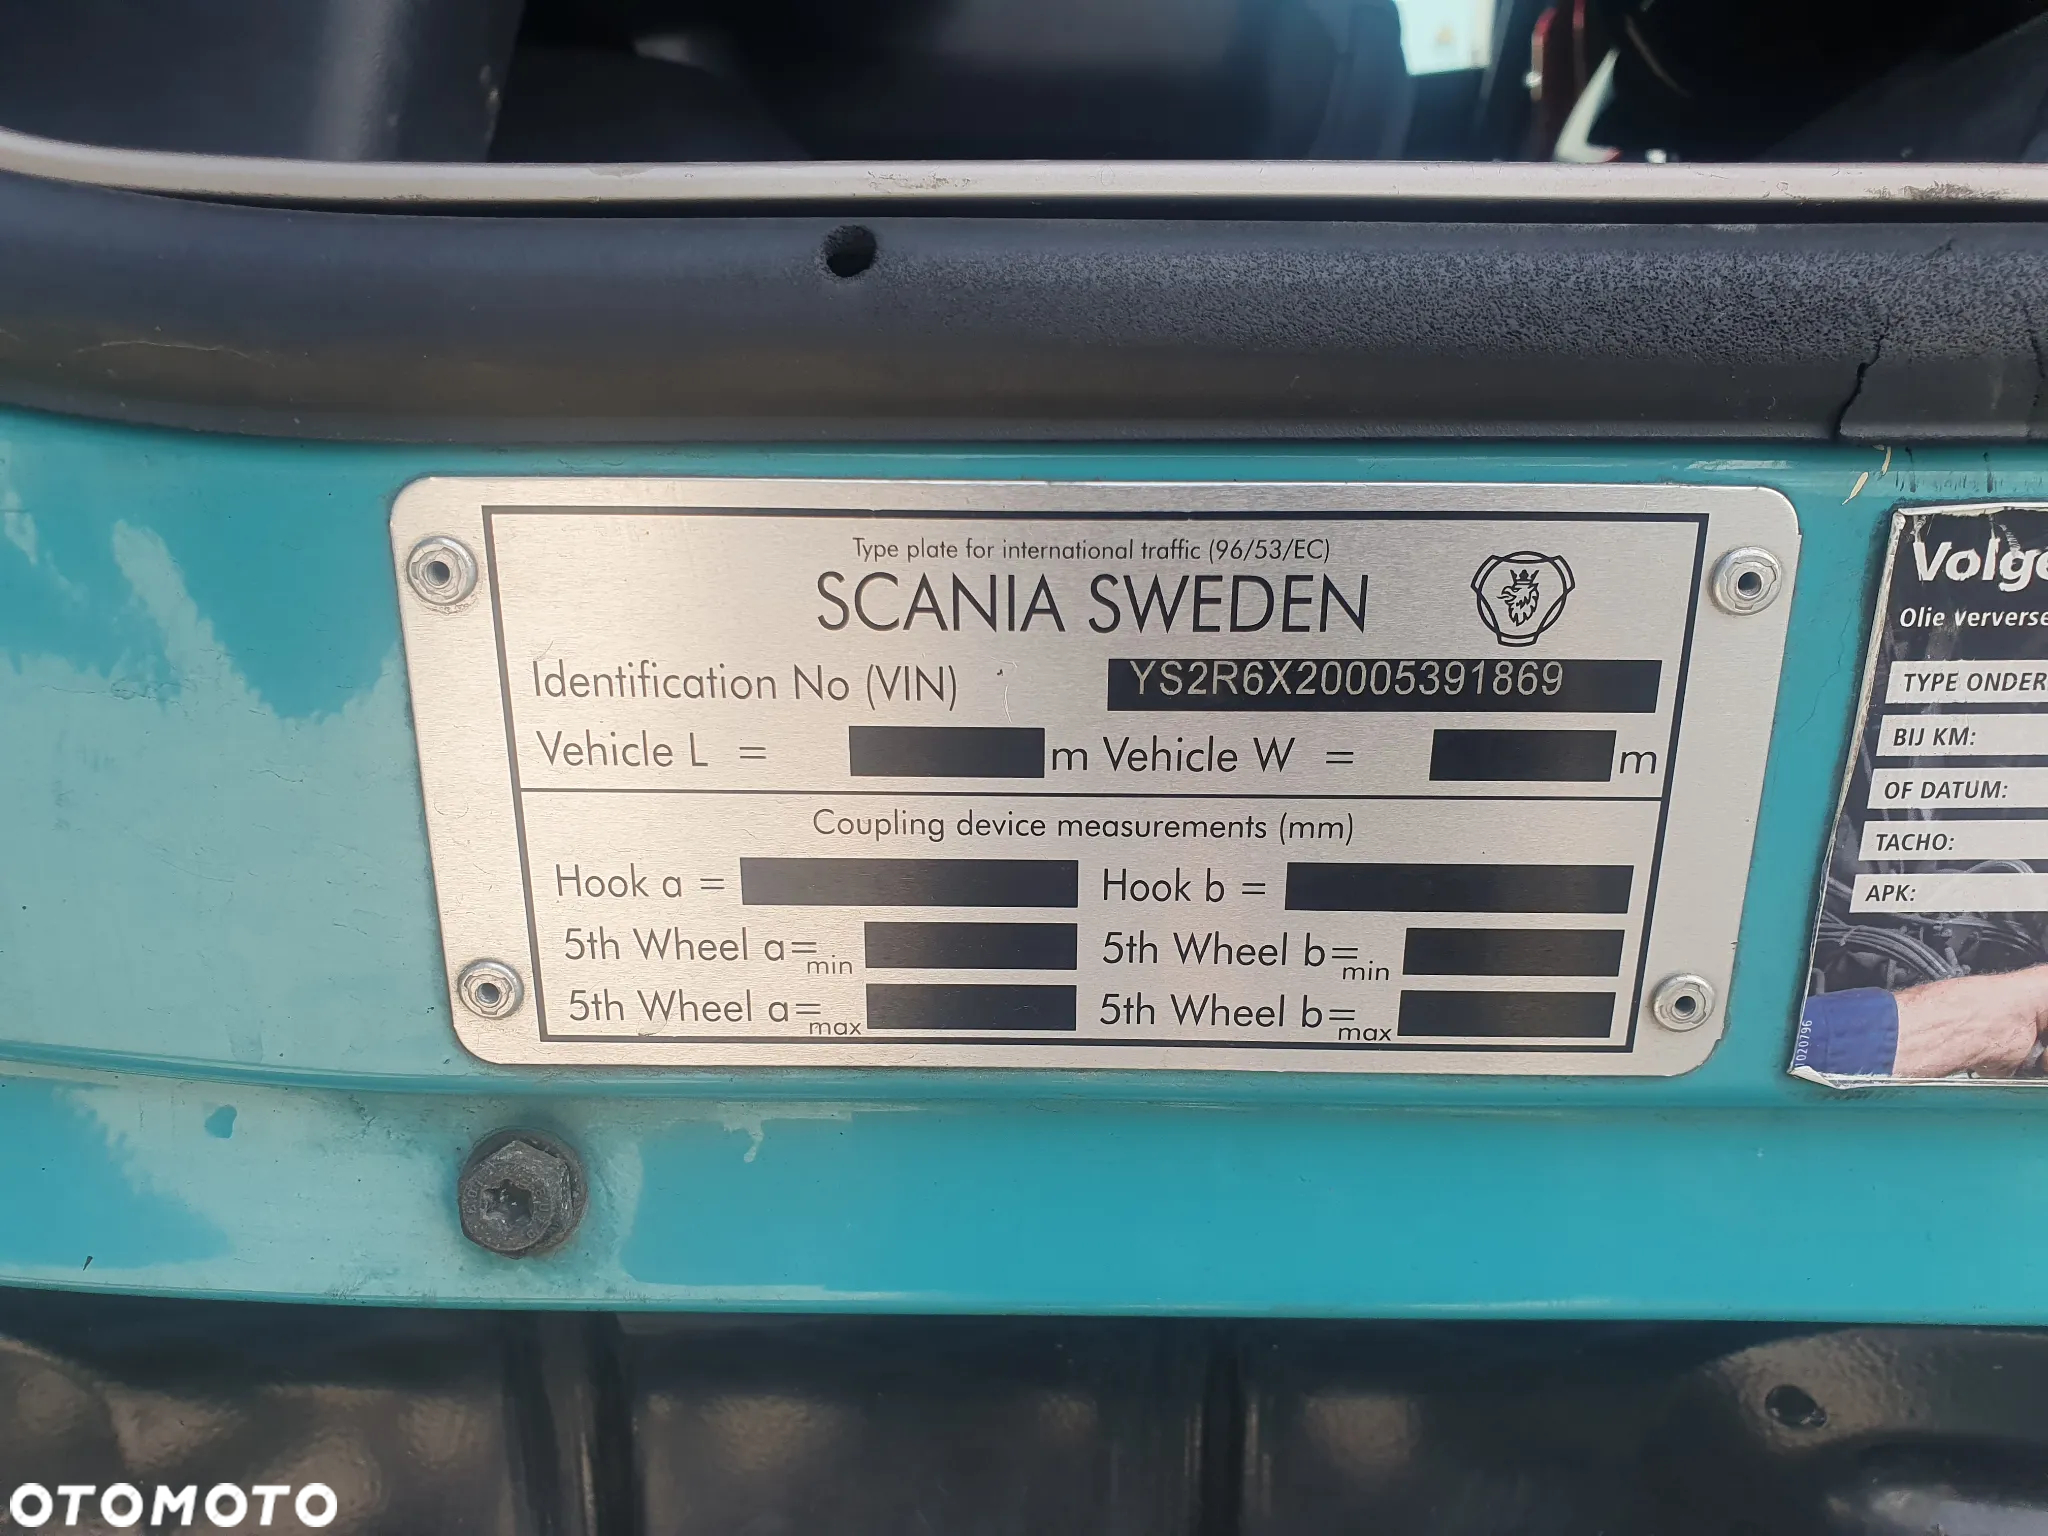 Type plate for international traffic (96/53/EC)
SCANIA SWEDEN
Identification No (VIN) YS2R6X20005391869
Vehicle L = m Vehicle W = m
Coupling device measurements (mm)
Hook a = Hook b =
5th Wheel a= min 5th Wheel b= min
5th Wheel a= max 5th Wheel b= max
Volge
Olie ververse
TYPE ONDER
BIJ KM:
OF DATUM:
TACHO:
APK:
020796
OTOMOTO